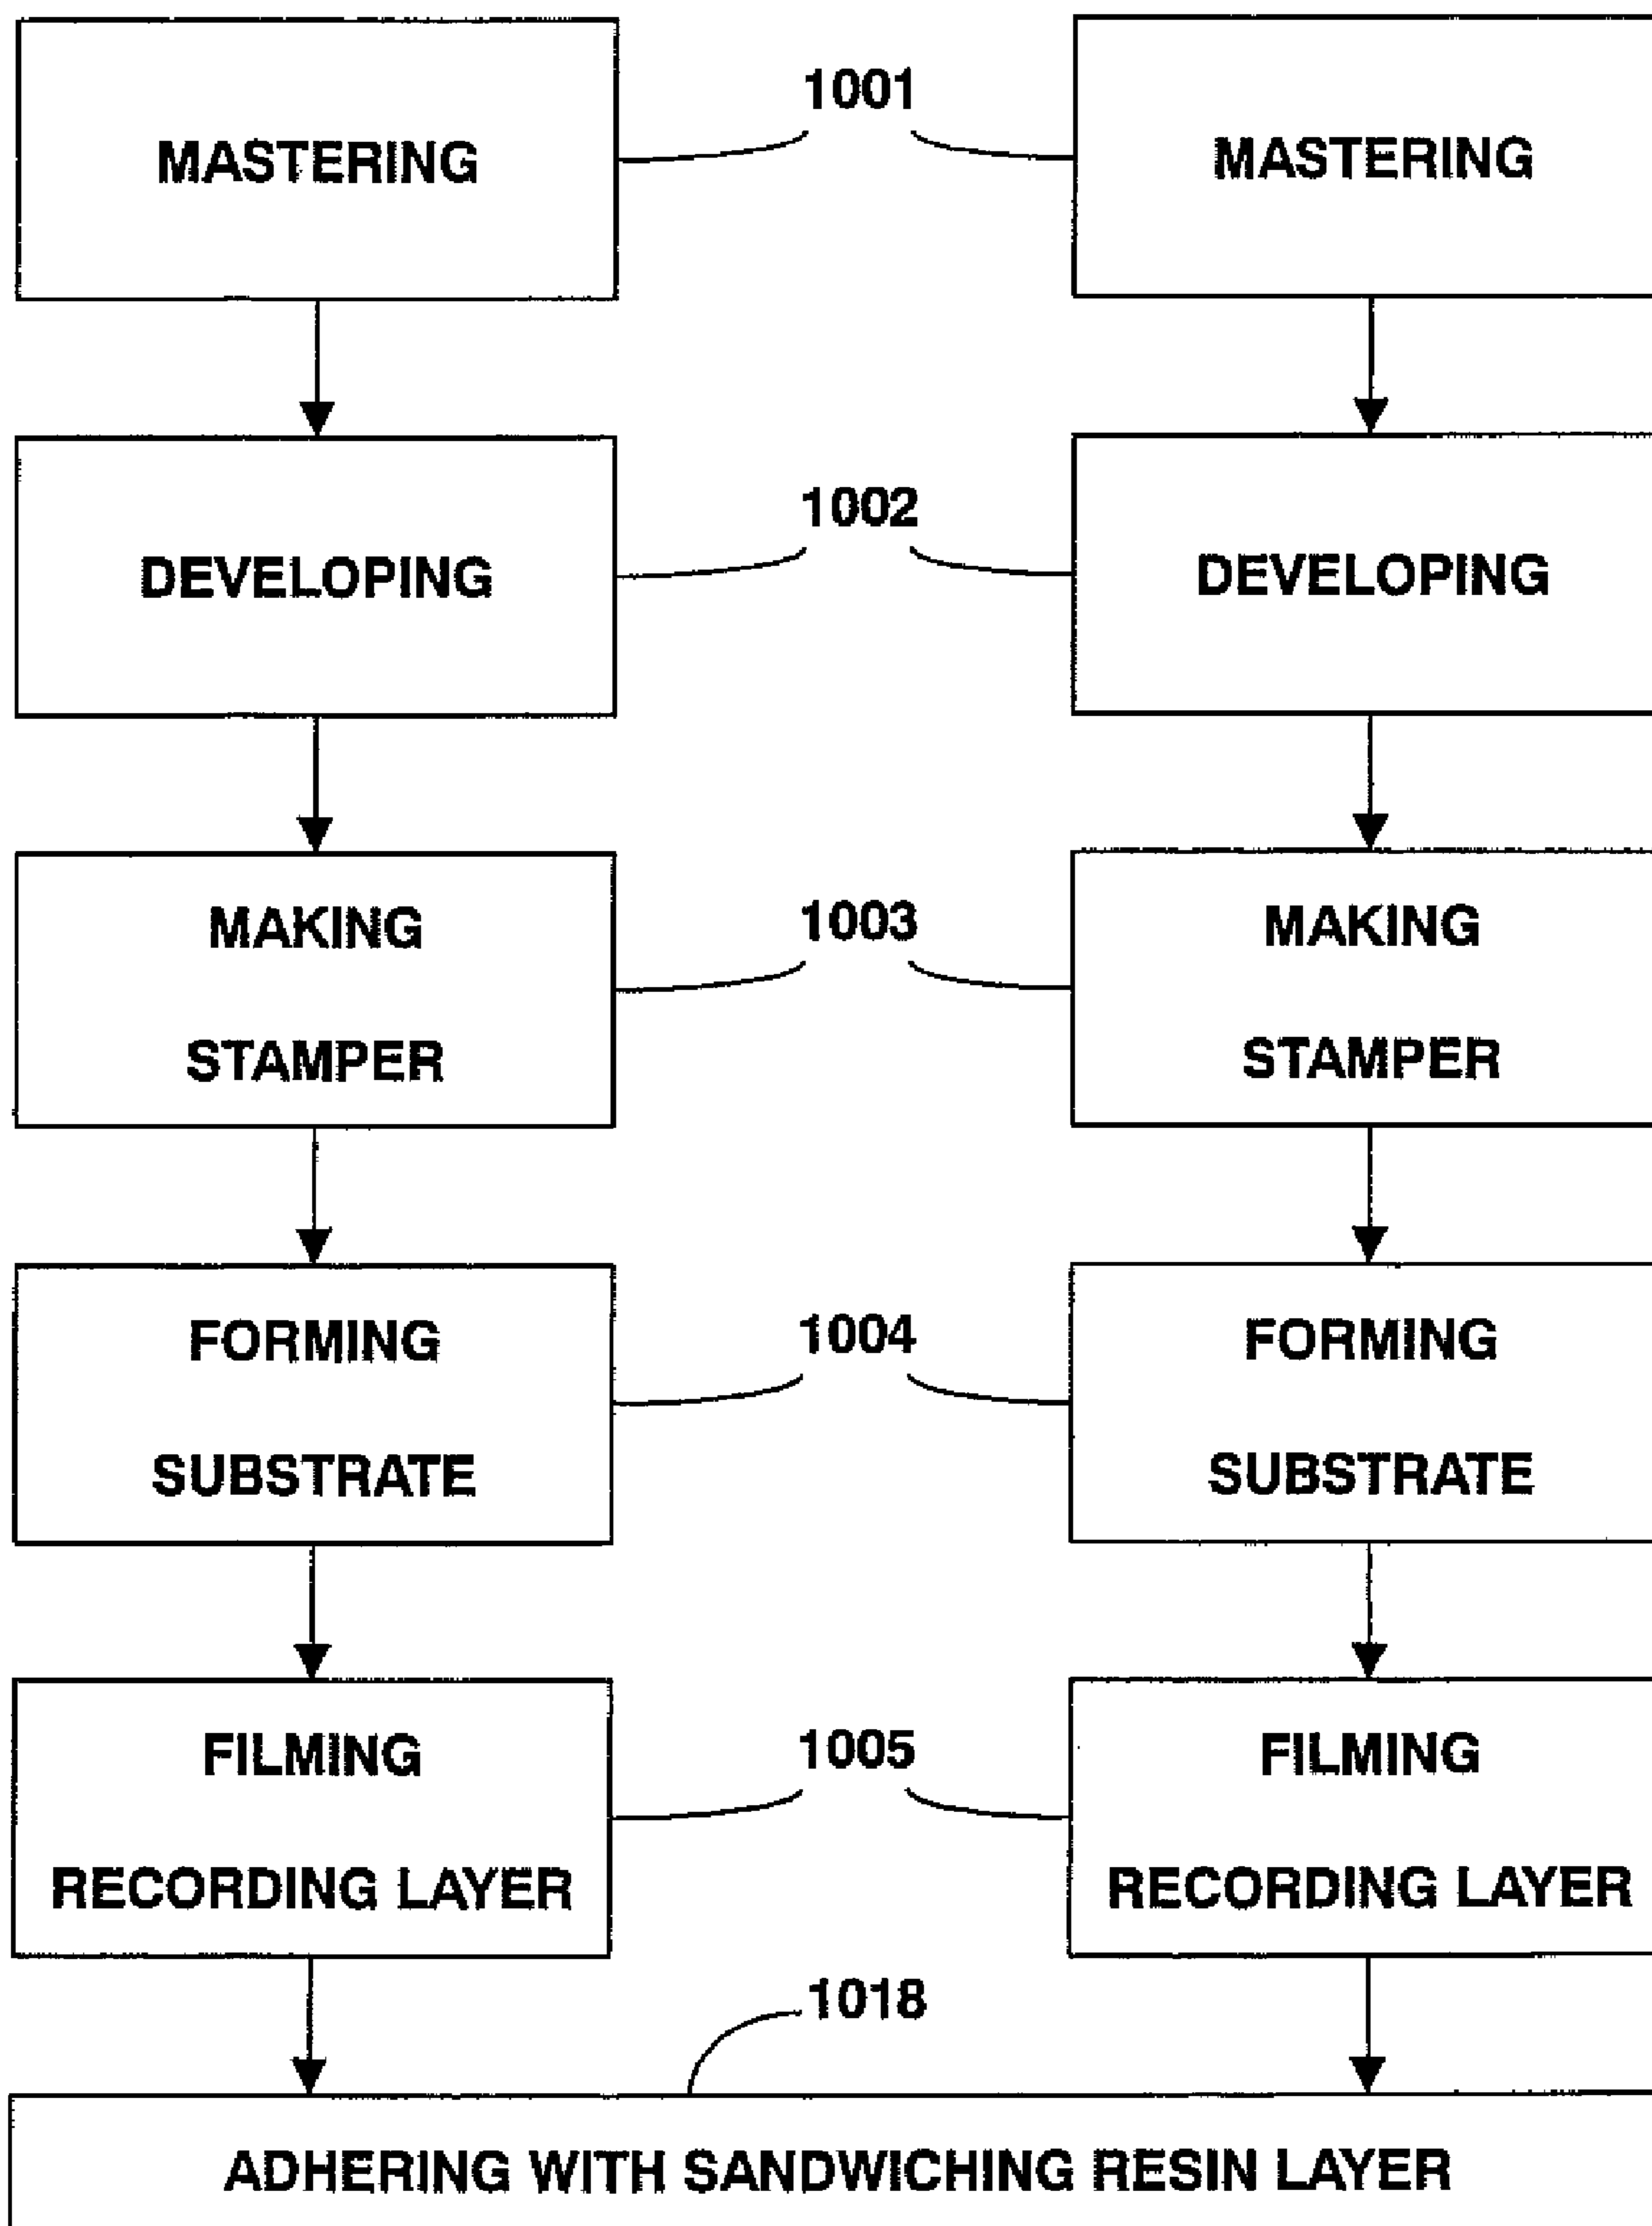 MASTERING
1001
MASTERING
DEVELOPING
1002
DEVELOPING
MAKING
STAMPER
1003
MAKING
STAMPER
FORMING
SUBSTRATE
1004
FORMING
SUBSTRATE
FILMING
RECORDING LAYER
1005
FILMING
RECORDING LAYER
1018
ADHERING WITH SANDWICHING RESIN LAYER